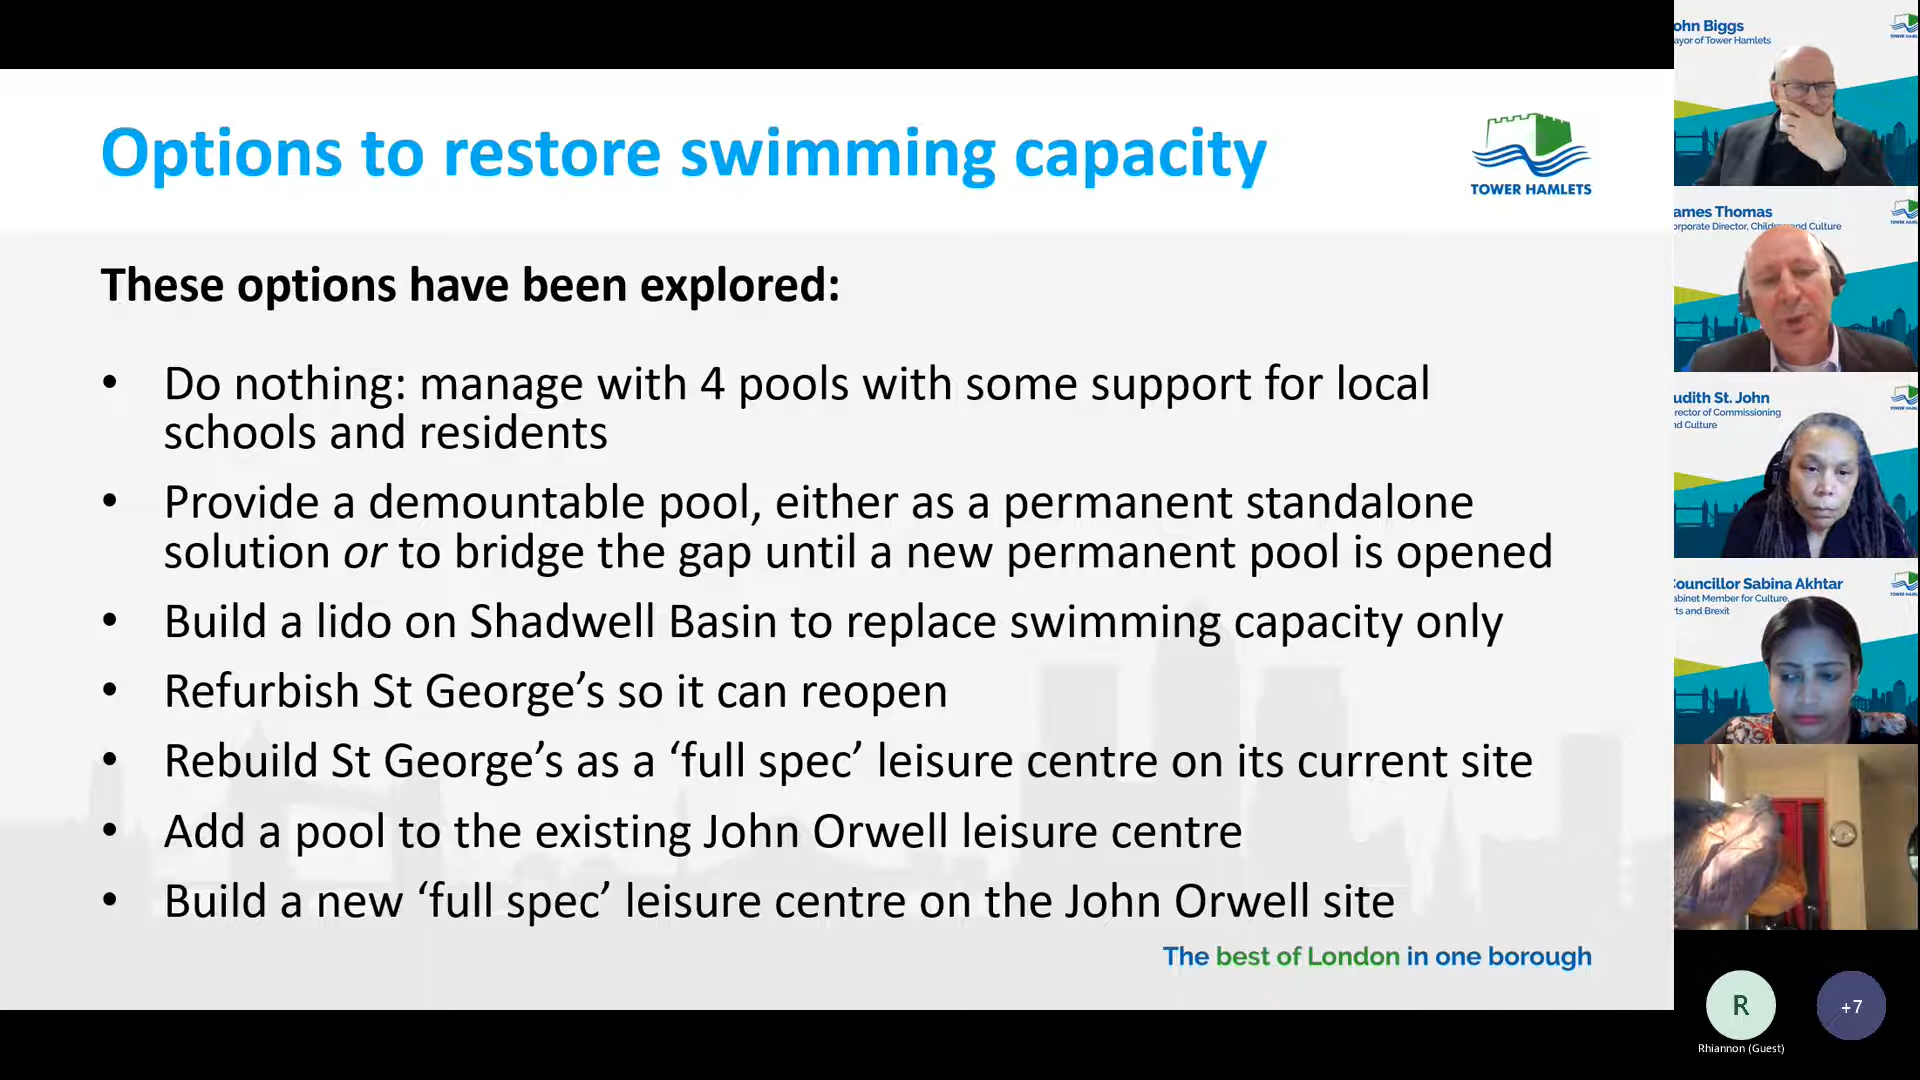 Options to restore swimming capacity
TOWER HAMLETS
These options have been explored:
• Do nothing: manage with 4 pools with some support for local
schools and residents
• Provide a demountable pool, either as a permanent standalone
solution or to bridge the gap until a new permanent pool is opened
• Build a lido on Shadwell Basin to replace swimming capacity only
• Refurbish St George’s so it can reopen
• Rebuild St George’s as a ‘full spec’ leisure centre on its current site
• Add a pool to the existing John Orwell leisure centre
• Build a new ‘full spec’ leisure centre on the John Orwell site
The best of London in one borough
ohn Biggs
ayor of Tower Hamlets
ames Thomas
orporate Director, Children and Culture
udith St. John
rector of Commissioning
nd Culture
ouncillor Sabina Akhtar
abinet Member for Culture,
rts and Brexit
R
+7
Rhiannon (Guest)